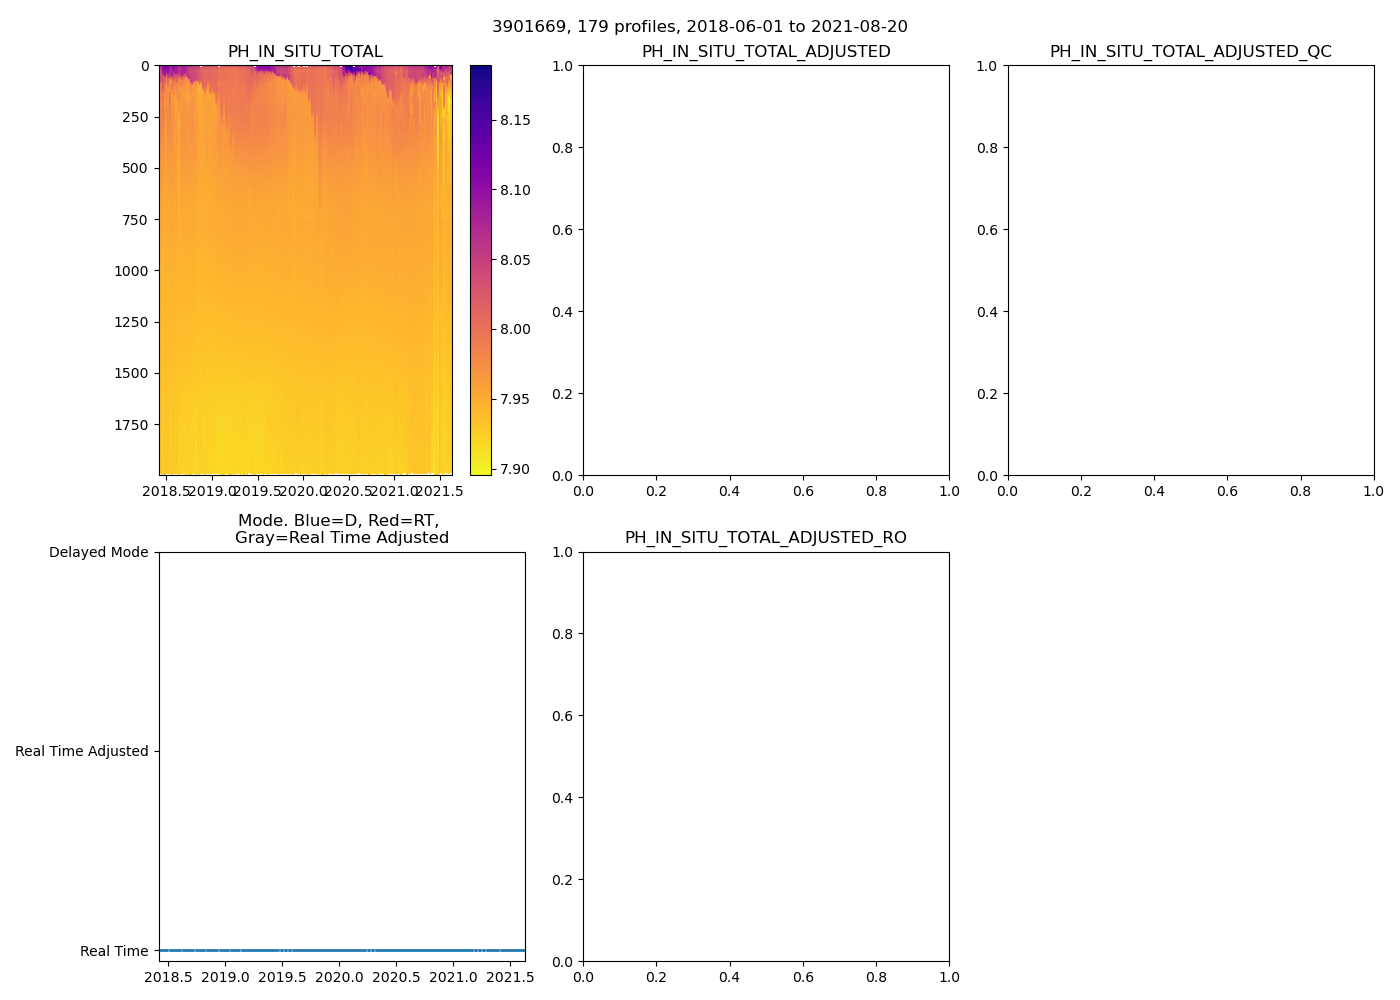 3901669, 179 profiles, 2018-06-01 to 2021-08-20
PH_IN_SITU_TOTAL
0
250
500
750
1000
1250
1500
1750
2018.5 2019.0 2019.5 2020.0 2020.5 2021.0 2021.5
8.15
8.10
8.05
8.00
7.95
7.90
PH_IN_SITU_TOTAL_ADJUSTED
1.0
0.8
0.6
0.4
0.2
0.0
0.0 0.2 0.4 0.6 0.8 1.0
PH_IN_SITU_TOTAL_ADJUSTED_QC
1.0
0.8
0.6
0.4
0.2
0.0
0.0 0.2 0.4 0.6 0.8 1.0
Mode. Blue=D, Red=RT,
Gray=Real Time Adjusted
Delayed Mode
Real Time Adjusted
Real Time
2018.5 2019.0 2019.5 2020.0 2020.5 2021.0 2021.5
PH_IN_SITU_TOTAL_ADJUSTED_RO
1.0
0.8
0.6
0.4
0.2
0.0
0.0 0.2 0.4 0.6 0.8 1.0